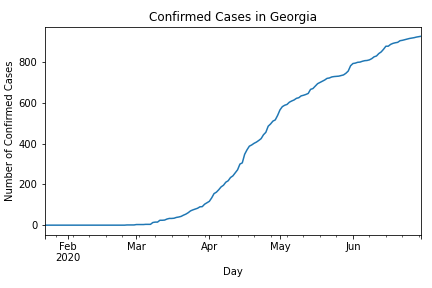 Confirmed Cases in Georgia
Number of Confirmed Cases
800
600
400
200
0
Feb Mar Apr May Jun
2020
Day